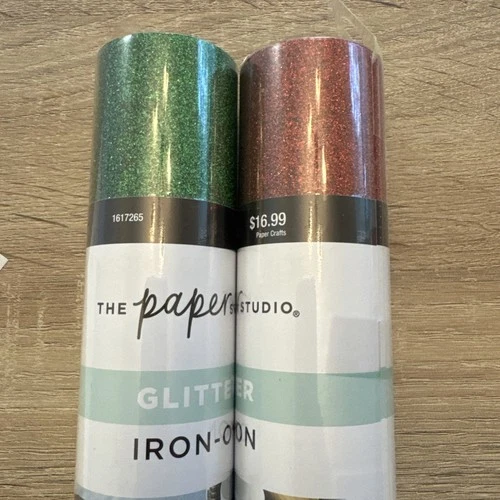 1617265
$16.99
Paper Crafts
THE paper STUDIO®
GLITTER
IRON-ON